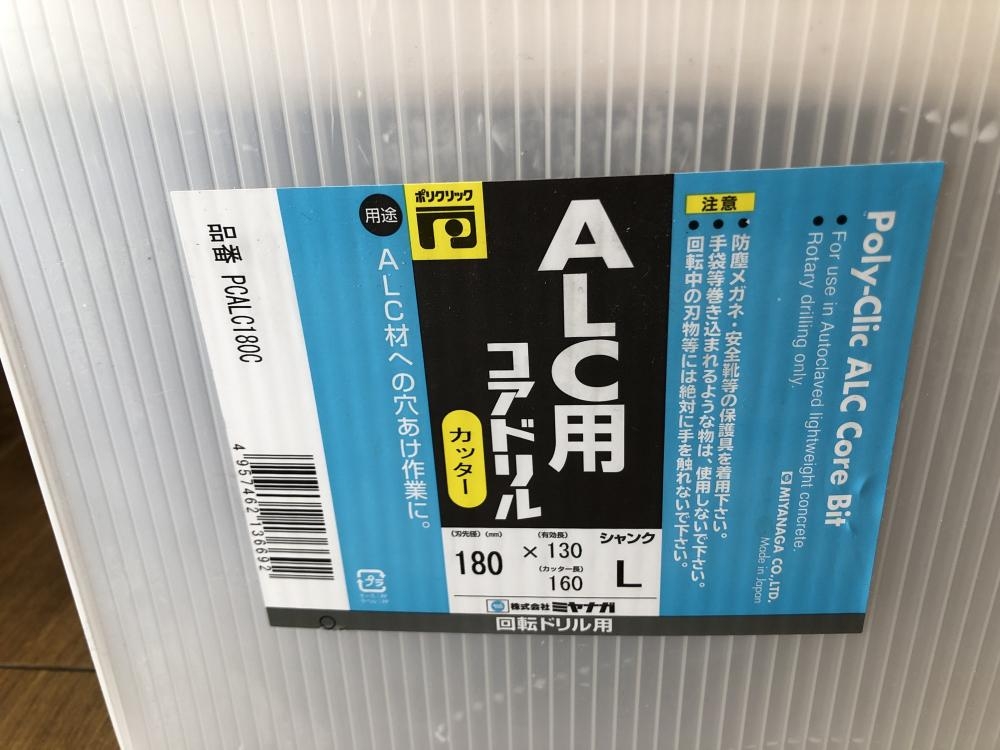 品番 PCALC180C
4 957462 136692
用途
ALC材への穴あけ作業に。
プラ
ポリクリック
ALC用
コアドリル
カッター
(刃先径) (mm)
180
×
(有効長)
130
(カッター長)
160
シャンク
L
株式会社 ミヤナガ
回転ドリル用
注意
● 防塵メガネ・安全靴等の保護具を着用下さい。
● 手袋等巻き込まれるような物は、使用しないで下さい。
● 回転中の刃物等には絶対に手を触れないで下さい。
Poly-Clic ALC Core Bit
● For use in Autoclaved lightweight concrete.
● Rotary drilling only.
MIYANAGA CO.,LTD.
Made in Japan